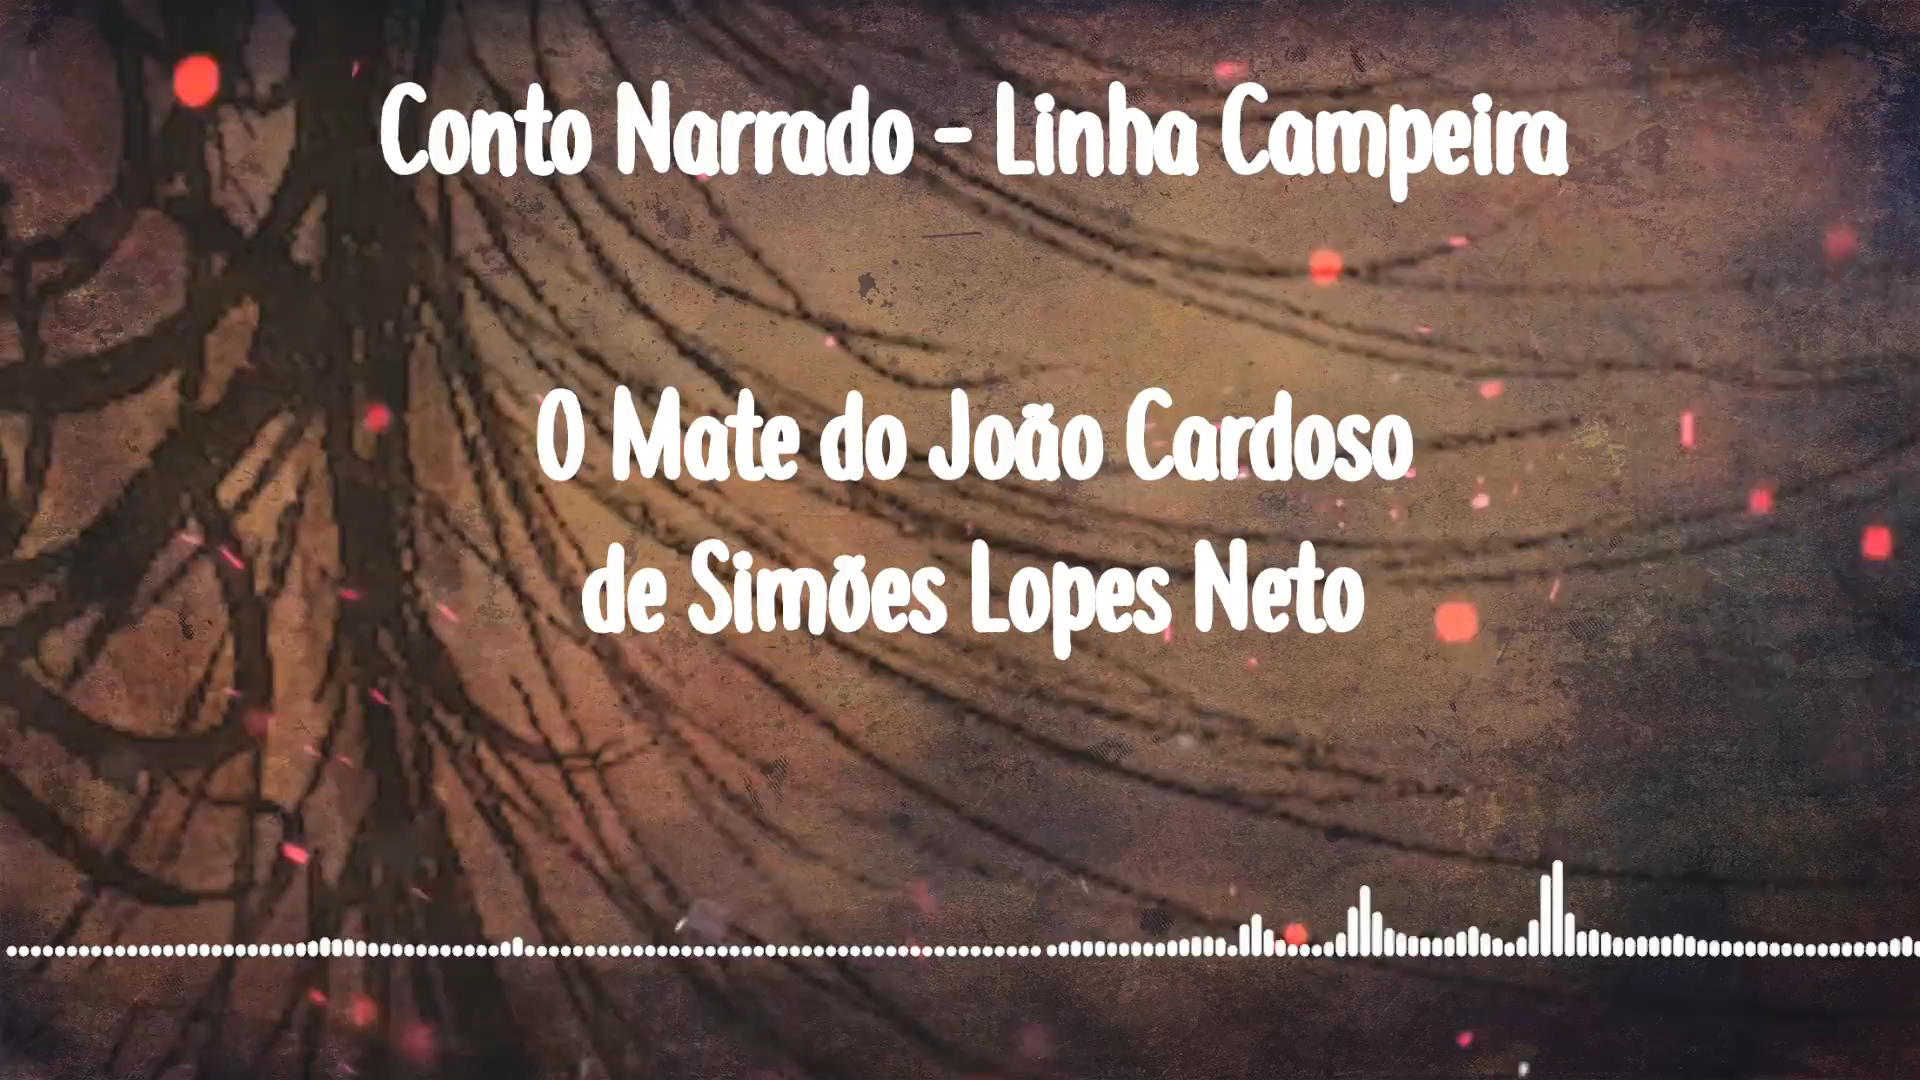 Conto Narrado - Linha Campeira
O Mate do João Cardoso
de Simões Lopes Neto